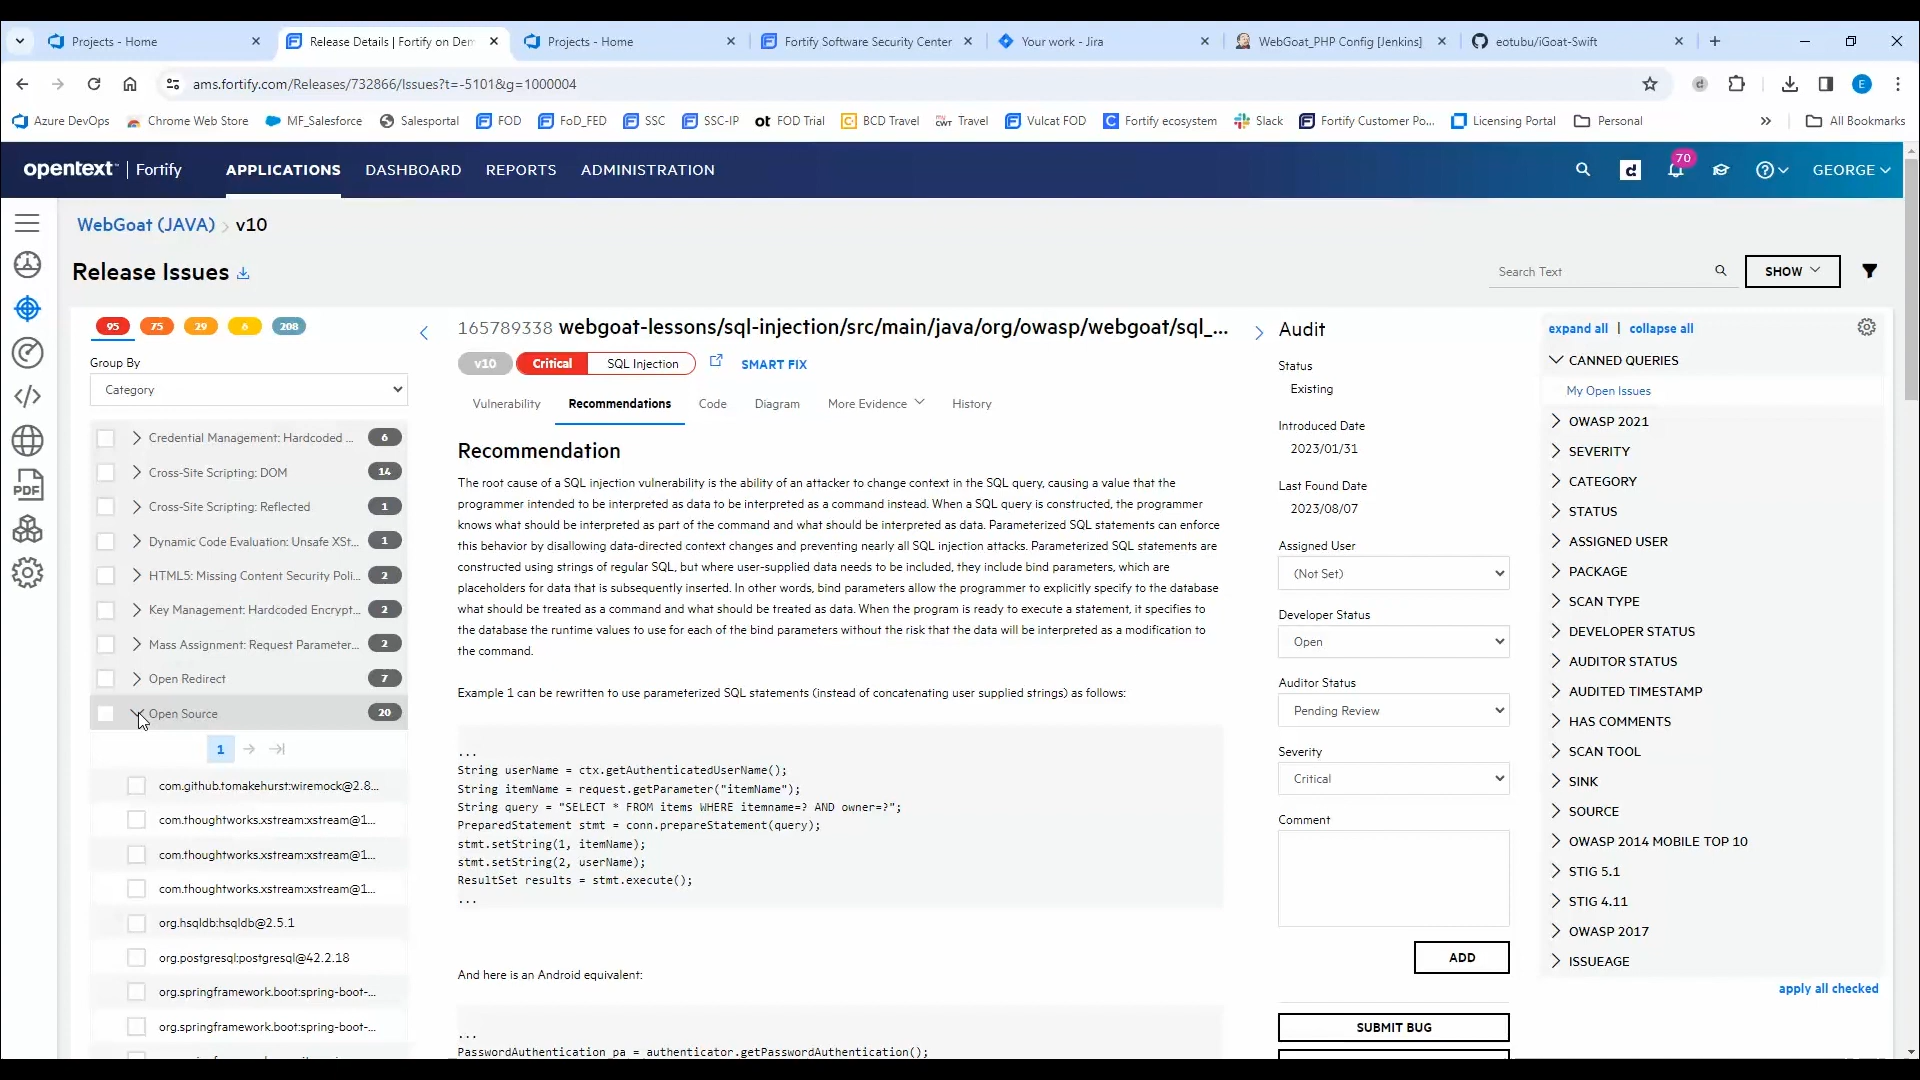 Projects - Home
Release Details | Fortify on Den
Projects - Home
Fortify Software Security Center
Your work - Jira
WebGoat_PHP Config [Jenkins]
eotubu/iGoat-Swift
ams.fortify.com/Releases/732866/Issues?t=-5101&g=1000004
E
Azure DevOps
Chrome Web Store
MF_Salesforce
Salesportal
FOD
FoD_FED
SSC
SSC-IP
ot FOD Trial
BCD Travel
Travel
Vulcat FOD
Fortify ecosystem
Slack
Fortify Customer Po...
Licensing Portal
Personal
All Bookmarks
opentext™ | Fortify
APPLICATIONS
DASHBOARD
REPORTS
ADMINISTRATION
d
70
GEORGE
WebGoat (JAVA) > v10
Release Issues
Search Text
SHOW
95 75 29 6 208
Group By
Category
Credential Management: Hardcoded ... 6
Cross-Site Scripting: DOM 14
Cross-Site Scripting: Reflected 1
Dynamic Code Evaluation: Unsafe XSt... 1
HTML5: Missing Content Security Poli... 2
Key Management: Hardcoded Encrypt... 2
Mass Assignment: Request Parameter... 2
Open Redirect 7
Open Source 20
1
com.github.tomakehurst:wiremock@2.8...
com.thoughtworks.xstream:xstream@1...
com.thoughtworks.xstream:xstream@1...
com.thoughtworks.xstream:xstream@1...
org.hsqldb:hsqldb@2.5.1
org.postgresql:postgresql@42.2.18
org.springframework.boot:spring-boot-...
org.springframework.boot:spring-boot-...
165789338 webgoat-lessons/sql-injection/src/main/java/org/owasp/webgoat/sql_...
v10 Critical SQL Injection SMART FIX
Vulnerability
Recommendations
Code
Diagram
More Evidence
History
Recommendation
The root cause of a SQL injection vulnerability is the ability of an attacker to change context in the SQL query, causing a value that the
programmer intended to be interpreted as data to be interpreted as a command instead. When a SQL query is constructed, the programmer
knows what should be interpreted as part of the command and what should be interpreted as data. Parameterized SQL statements can enforce
this behavior by disallowing data-directed context changes and preventing nearly all SQL injection attacks. Parameterized SQL statements are
constructed using strings of regular SQL, but where user-supplied data needs to be included, they include bind parameters, which are
placeholders for data that is subsequently inserted. In other words, bind parameters allow the programmer to explicitly specify to the database
what should be treated as a command and what should be treated as data. When the program is ready to execute a statement, it specifies to
the database the runtime values to use for each of the bind parameters without the risk that the data will be interpreted as a modification to
the command.
Example 1 can be rewritten to use parameterized SQL statements (instead of concatenating user supplied strings) as follows:
...
String userName = ctx.getAuthenticatedUserName();
String itemName = request.getParameter("itemName");
String query = "SELECT * FROM items WHERE itemname=? AND owner=?";
PreparedStatement stmt = conn.prepareStatement(query);
stmt.setString(1, itemName);
stmt.setString(2, userName);
ResultSet results = stmt.execute();
...
And here is an Android equivalent:
...
PasswordAuthentication pa = authenticator.getPasswordAuthentication();
Audit
Status
Existing
Introduced Date
2023/01/31
Last Found Date
2023/08/07
Assigned User
(Not Set)
Developer Status
Open
Auditor Status
Pending Review
Severity
Critical
Comment
ADD
SUBMIT BUG
expand all | collapse all
CANNED QUERIES
My Open Issues
OWASP 2021
SEVERITY
CATEGORY
STATUS
ASSIGNED USER
PACKAGE
SCAN TYPE
DEVELOPER STATUS
AUDITOR STATUS
AUDITED TIMESTAMP
HAS COMMENTS
SCAN TOOL
SINK
SOURCE
OWASP 2014 MOBILE TOP 10
STIG 5.1
STIG 4.11
OWASP 2017
ISSUEAGE
apply all checked